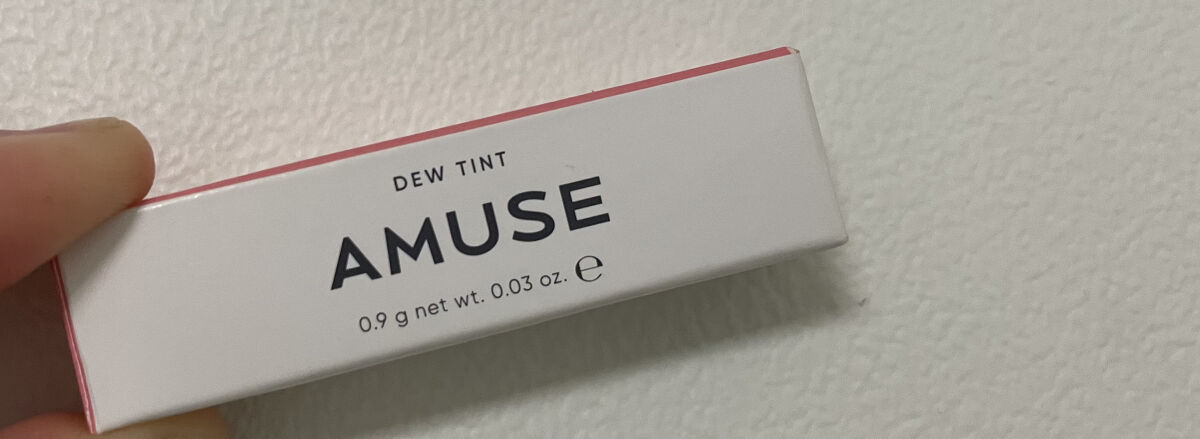 DEW TINT
AMUSE
0.9 g net wt. 0.03 oz. ℮